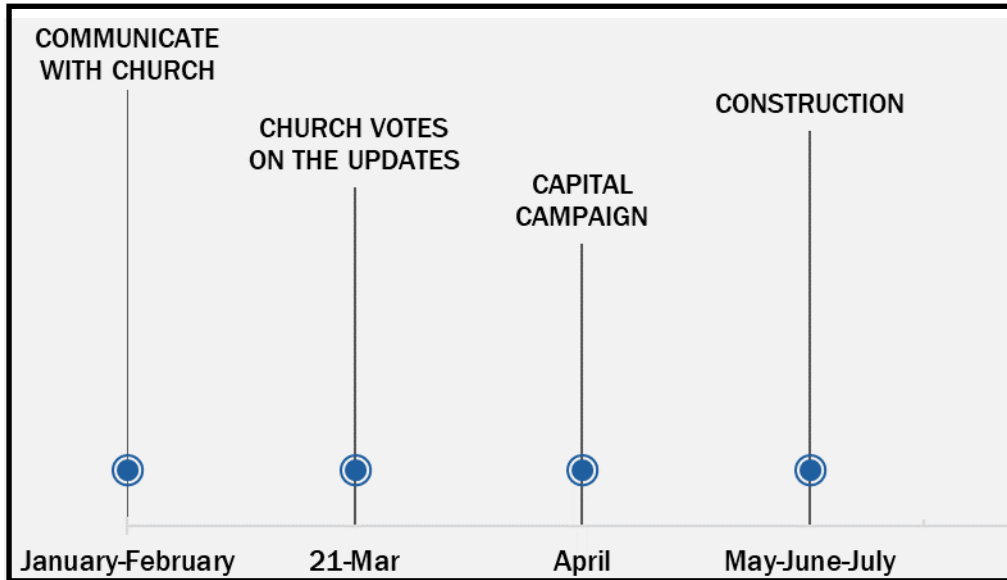 COMMUNICATE
WITH CHURCH
CHURCH VOTES
ON THE UPDATES
CAPITAL
CAMPAIGN
CONSTRUCTION
January-February
21-Mar
April
May-June-July